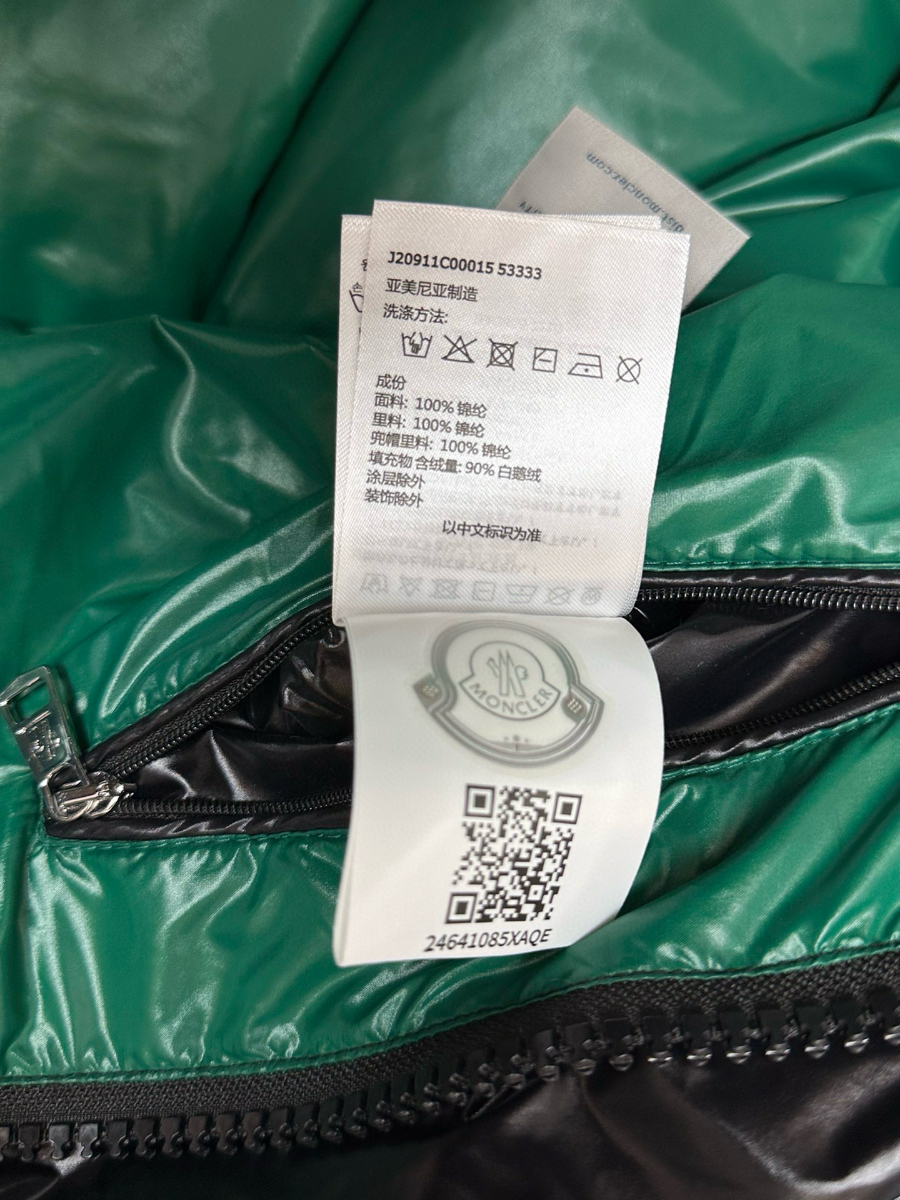 dist.moncler.com
J20911C00015 53333
亚美尼亚制造
洗涤方法:
成份
面料: 100% 锦纶
里料: 100% 锦纶
兜帽里料: 100% 锦纶
填充物 含绒量: 90% 白鹅绒
涂层除外
装饰除外
以中文标识为准
MONCLER
24641085XAQE